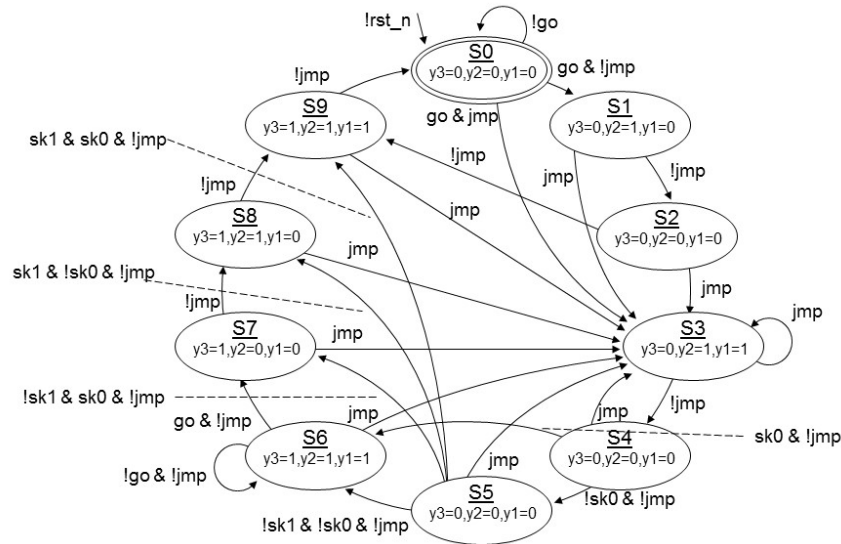 !rst_n
!go
S0
y3=0,y2=0,y1=0
!jmp
go & !jmp
S9
y3=1,y2=1,y1=1
S1
y3=0,y2=1,y1=0
go & jmp
sk1 & sk0 & !jmp
!jmp
jmp
!jmp
!jmp
S8
y3=1,y2=1,y1=0
jmp
S2
y3=0,y2=0,y1=0
jmp
sk1 & !sk0 & !jmp
jmp
!jmp
S7
y3=1,y2=0,y1=0
jmp
S3
y3=0,y2=1,y1=1
jmp
!sk1 & sk0 & !jmp
go & !jmp
jmp
jmp
!jmp
S6
y3=1,y2=1,y1=1
S4
y3=0,y2=0,y1=0
sk0 & !jmp
!go & !jmp
jmp
S5
y3=0,y2=0,y1=0
!sk0 & !jmp
!sk1 & !sk0 & !jmp